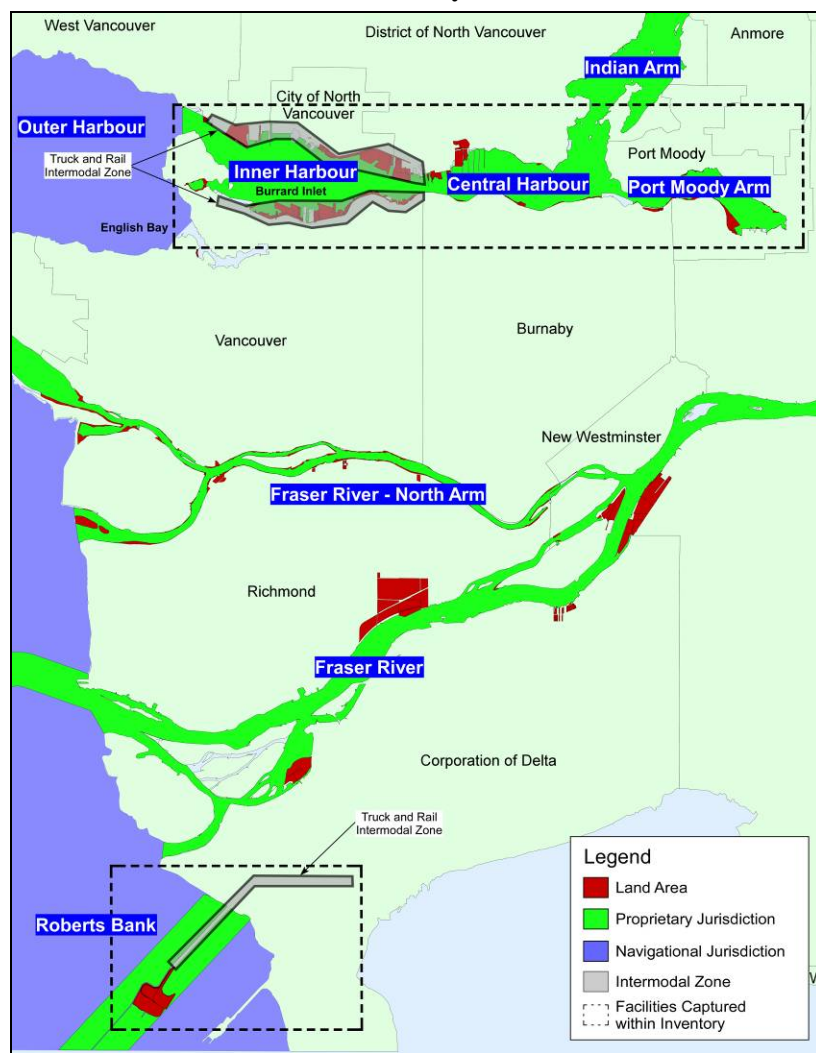 West Vancouver
District of North Vancouver
Anmore
Indian Arm
City of North
Vancouver
Outer Harbour
Truck and Rail
Intermodal Zone
Inner Harbour
Burrard Inlet
Central Harbour
Port Moody
Port Moody Arm
English Bay
Vancouver
Burnaby
New Westminster
Fraser River - North Arm
Richmond
Fraser River
Corporation of Delta
Truck and Rail
Intermodal Zone
Roberts Bank
Legend
Land Area
Proprietary Jurisdiction
Navigational Jurisdiction
Intermodal Zone
Facilities Captured
within Inventory